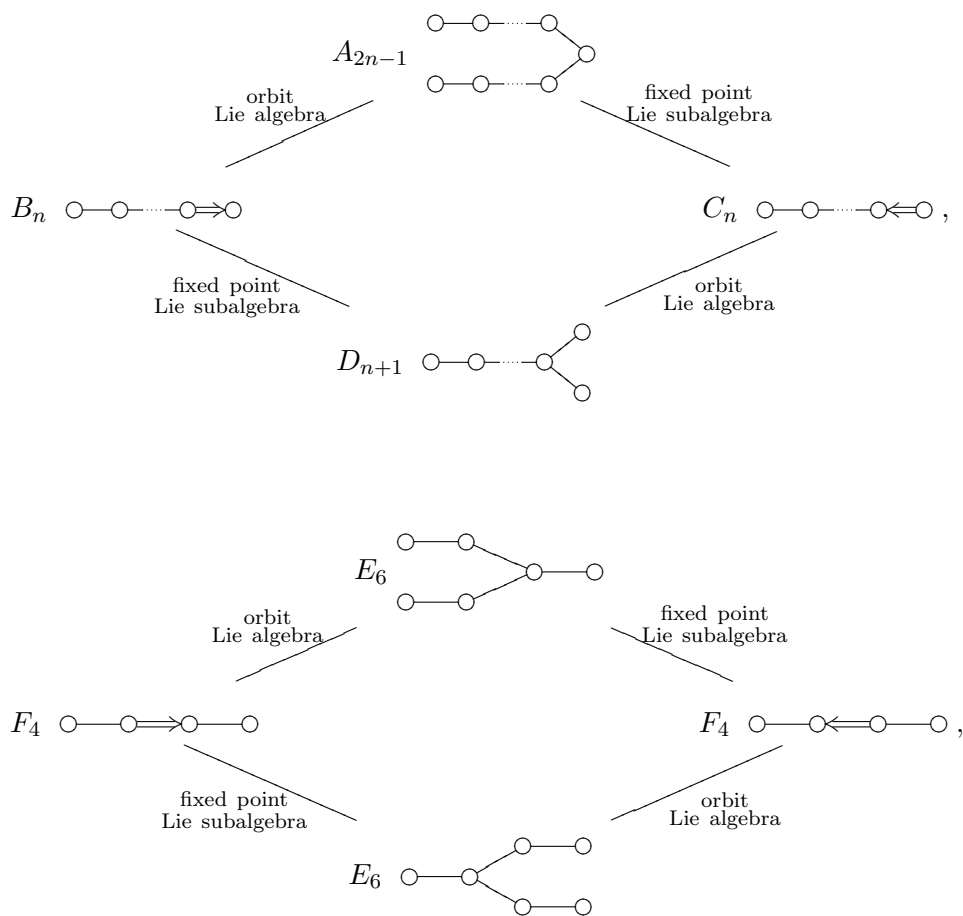 A_{2n-1}
orbit
Lie algebra
fixed point
Lie subalgebra
B_n
C_n ,
fixed point
Lie subalgebra
orbit
Lie algebra
D_{n+1}
E_6
orbit
Lie algebra
fixed point
Lie subalgebra
F_4
F_4 ,
fixed point
Lie subalgebra
orbit
Lie algebra
E_6